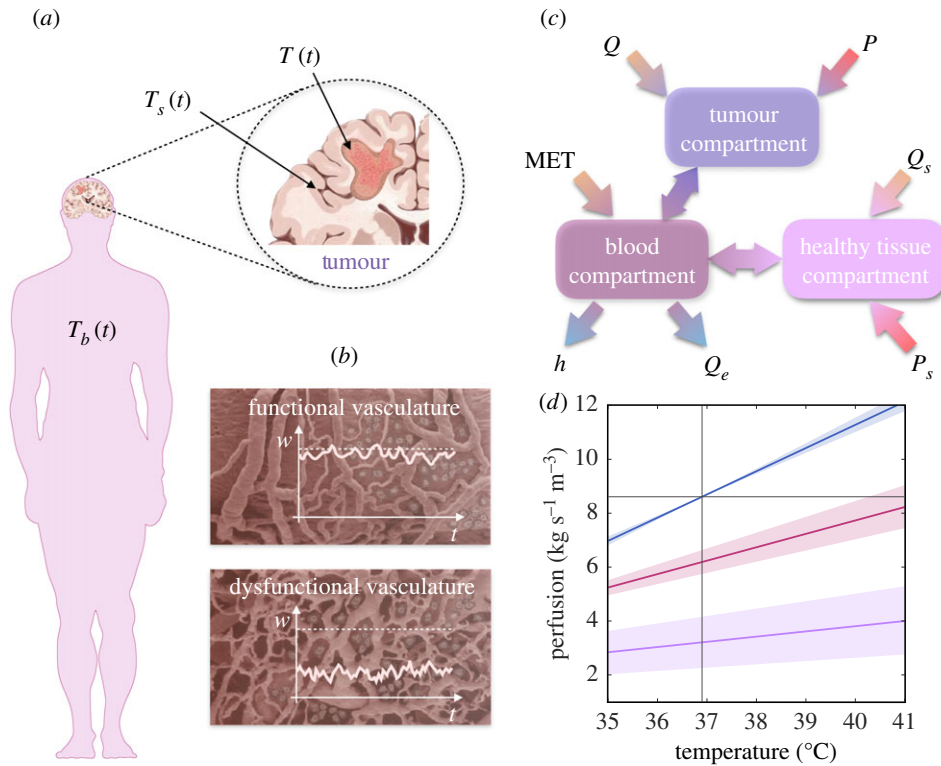 (a)
T (t)
T_s (t)
tumour
T_b (t)
(b)
functional vasculature
w
t
dysfunctional vasculature
w
t
(c)
Q
P
tumour
compartment
MET
Q_s
blood
compartment
healthy tissue
compartment
h
Q_e
P_s
(d)
12
10
8
6
4
2
perfusion (kg s⁻¹ m⁻³)
35 36 37 38 39 40 41
temperature (°C)